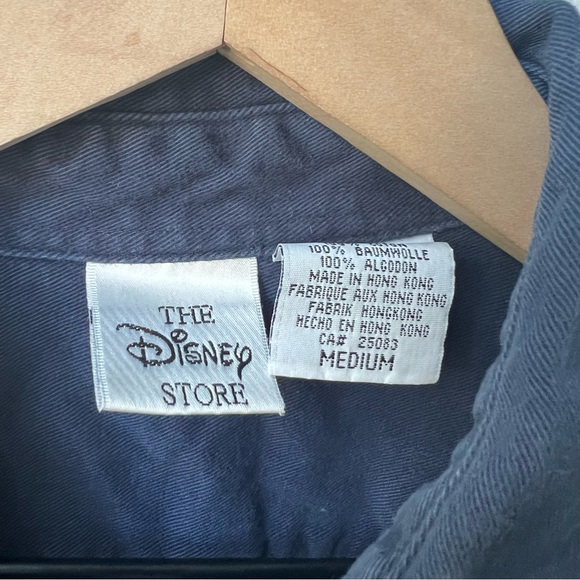 THE
Disney
STORE
100% BAUMWOLLE
100% ALGODON
MADE IN HONG KONG
FABRIQUE AUX HONG KONG
FABRIK HONGKONG
HECHO EN HONG KONG
CA# 25083
MEDIUM